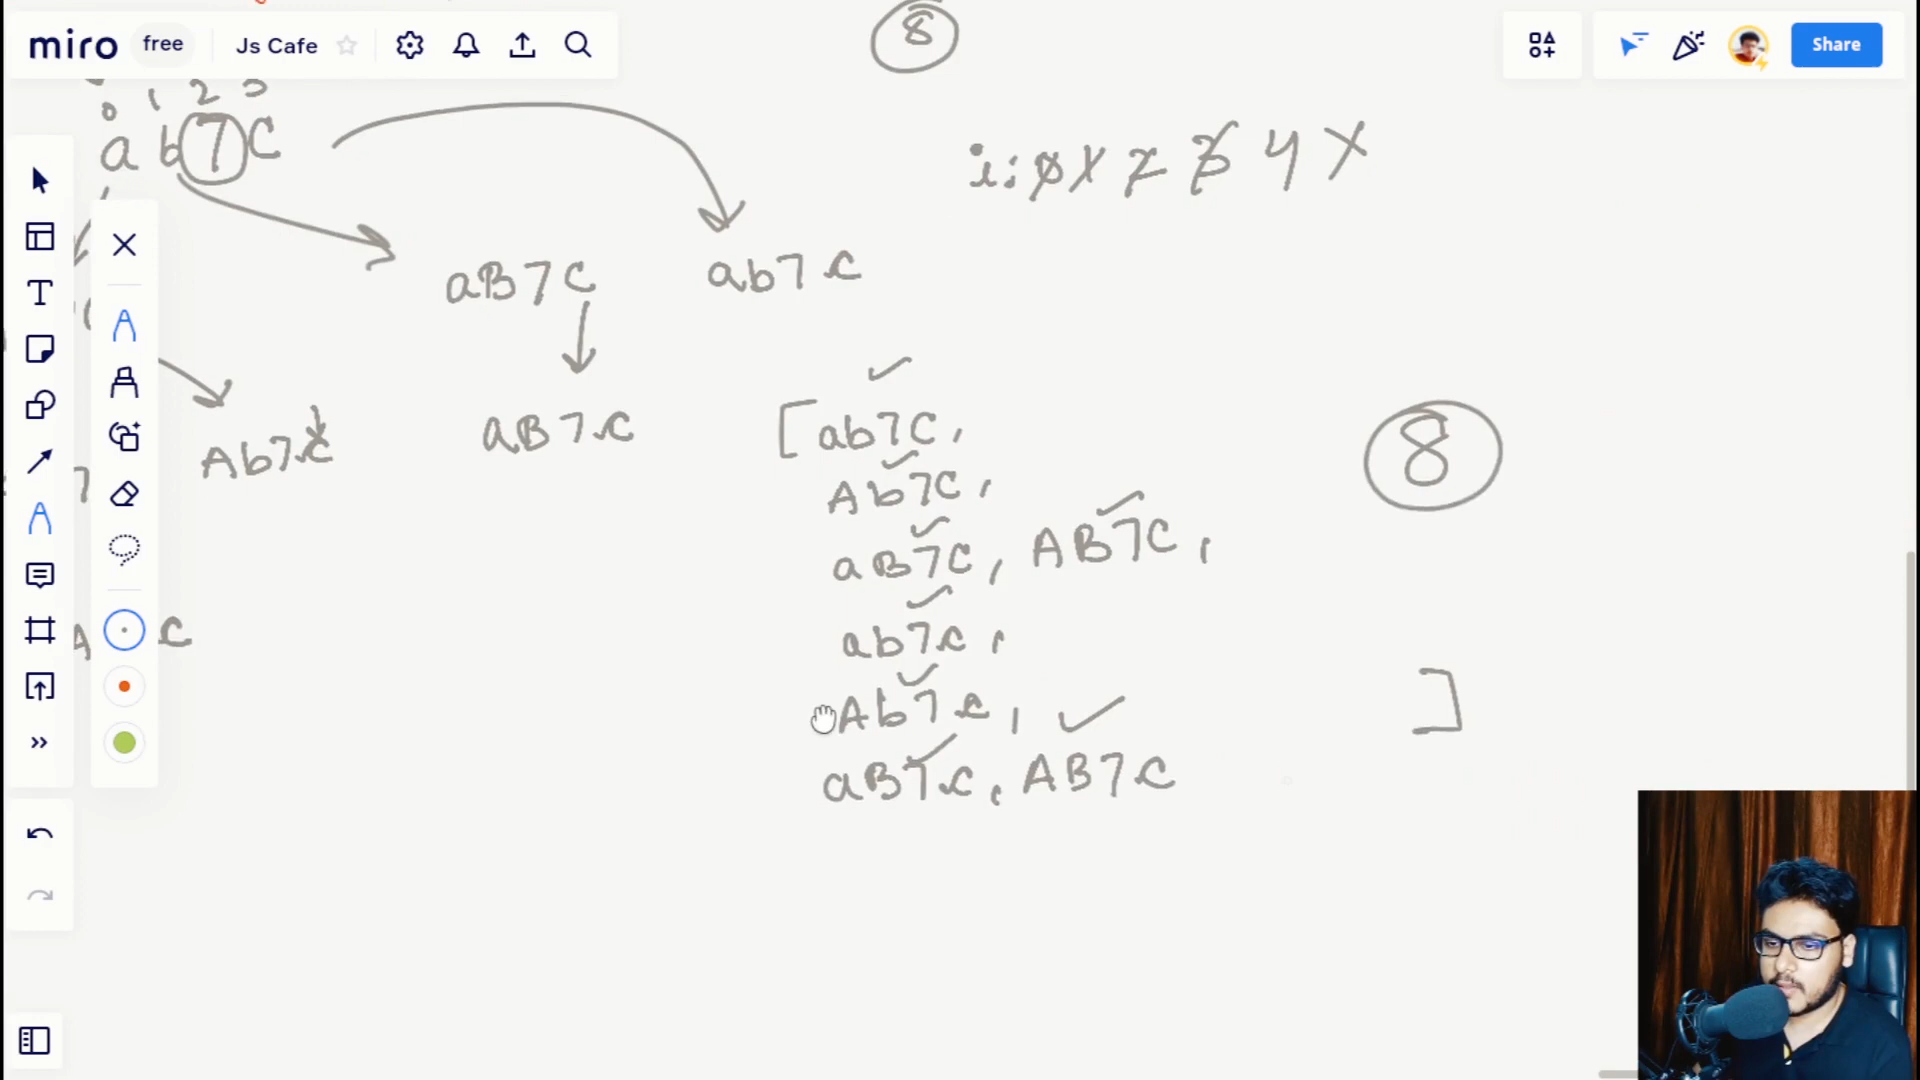 miro free Js Cafe
Share
8
0 1 2 3
a b 7 C
i: 0 1 2 3 4 X
aB7C
ab7c
Ab7c
aB7c
[ab7C,
8
Ab7C,
aB7C, AB7C,
ab7c,
c
Ab7c,
]
aB7c, AB7c